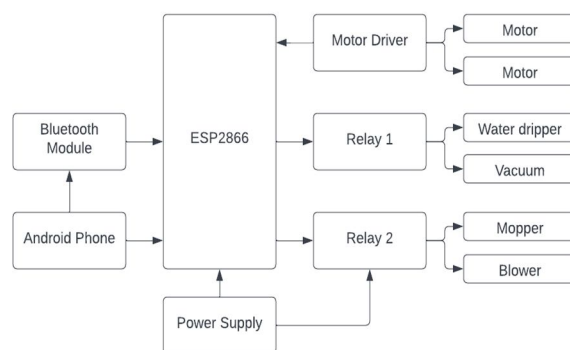 Motor Driver
Motor
Motor
Bluetooth
Module
ESP2866
Relay 1
Water dripper
Vacuum
Android Phone
Relay 2
Mopper
Blower
Power Supply